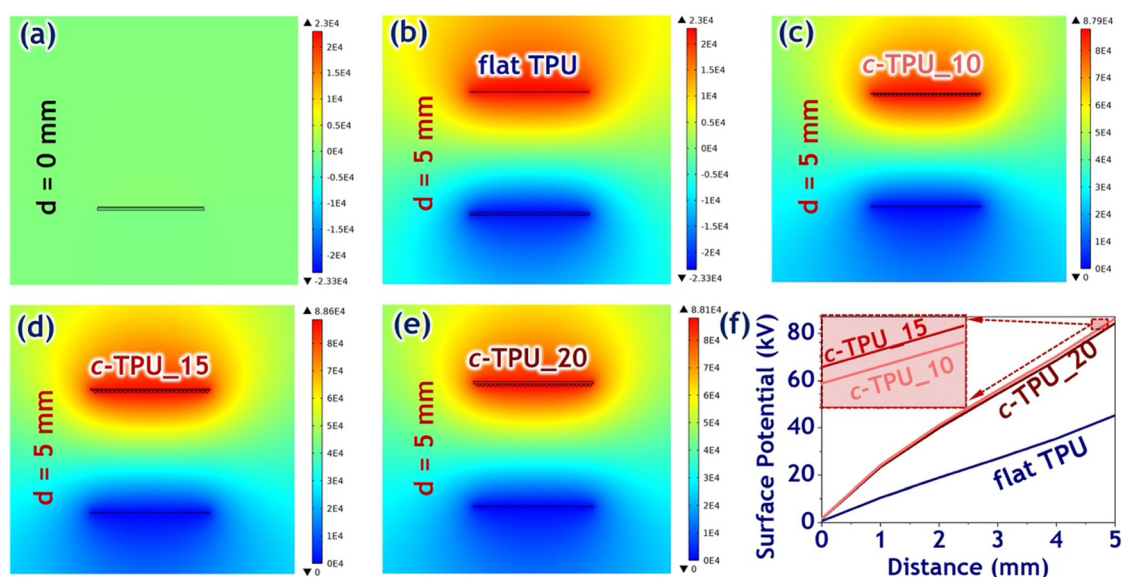 (a)
d = 0 mm
▲ 2.3E4
2E4
1.5E4
1E4
0.5E4
-0.5E4
-1E4
-1.5E4
-2E4
▼ -2.33E4
(b)
flat TPU
d = 5 mm
▲ 2.3E4
2E4
1.5E4
1E4
0.5E4
-0.5E4
-1E4
-1.5E4
-2E4
▼ -2.33E4
(c)
c-TPU_10
d = 5 mm
▲ 8.79E4
8E4
7E4
6E4
5E4
4E4
3E4
2E4
1E4
0E4
▼ 0
(d)
c-TPU_15
d = 5 mm
▲ 8.86E4
8E4
7E4
6E4
5E4
4E4
3E4
2E4
1E4
0E4
▼ 0
(e)
c-TPU_20
d = 5 mm
▲ 8.81E4
8E4
7E4
6E4
5E4
4E4
3E4
2E4
1E4
0E4
▼ 0
(f)
Surface Potential (kV)
80
60
40
20
0
c-TPU_15
c-TPU_10
c-TPU_20
flat TPU
0 1 2 3 4 5
Distance (mm)